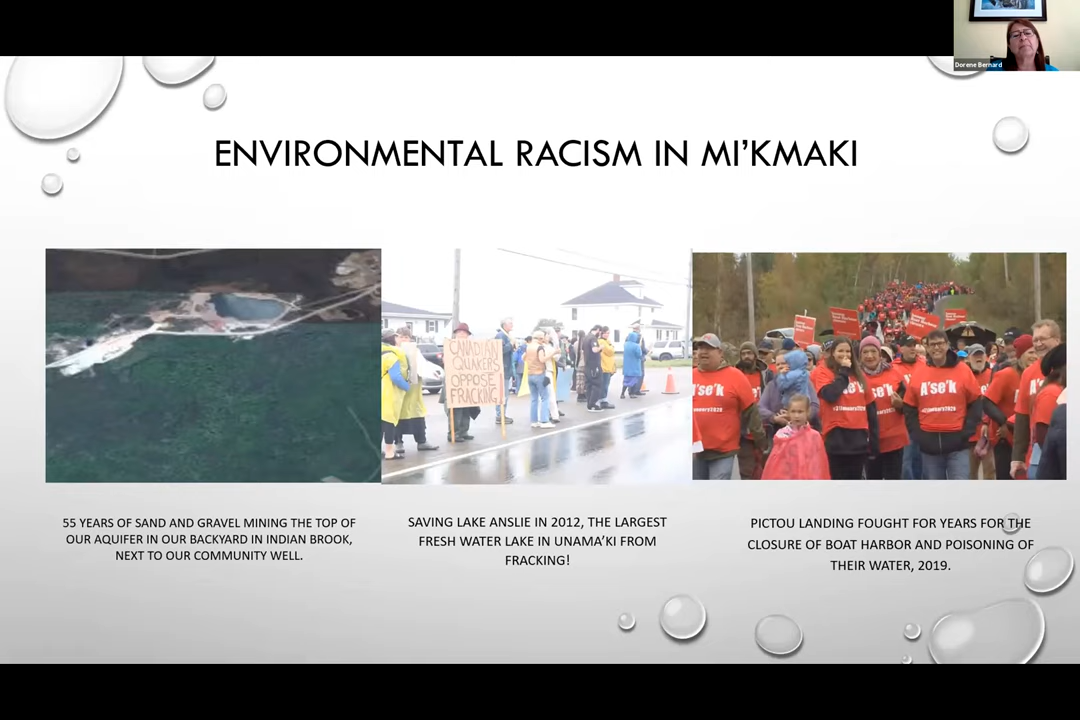 Dorene Bernard
ENVIRONMENTAL RACISM IN MI’KMAKI
CANADIAN
QUAKERS
OPPOSE
FRACKING
A'se'k
A'se'k
55 YEARS OF SAND AND GRAVEL MINING THE TOP OF
OUR AQUIFER IN OUR BACKYARD IN INDIAN BROOK,
NEXT TO OUR COMMUNITY WELL.
SAVING LAKE ANSLIE IN 2012, THE LARGEST
FRESH WATER LAKE IN UNAMA’KI FROM
FRACKING!
PICTOU LANDING FOUGHT FOR YEARS FOR THE
CLOSURE OF BOAT HARBOR AND POISONING OF
THEIR WATER, 2019.